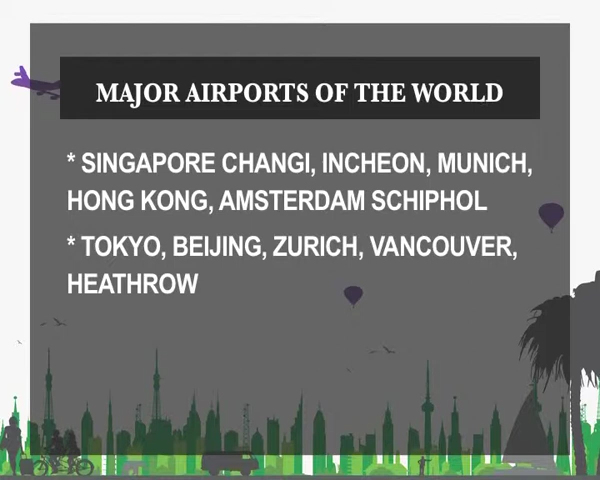 MAJOR AIRPORTS OF THE WORLD
* SINGAPORE CHANGI, INCHEON, MUNICH,
HONG KONG, AMSTERDAM SCHIPHOL
* TOKYO, BEIJING, ZURICH, VANCOUVER,
HEATHROW